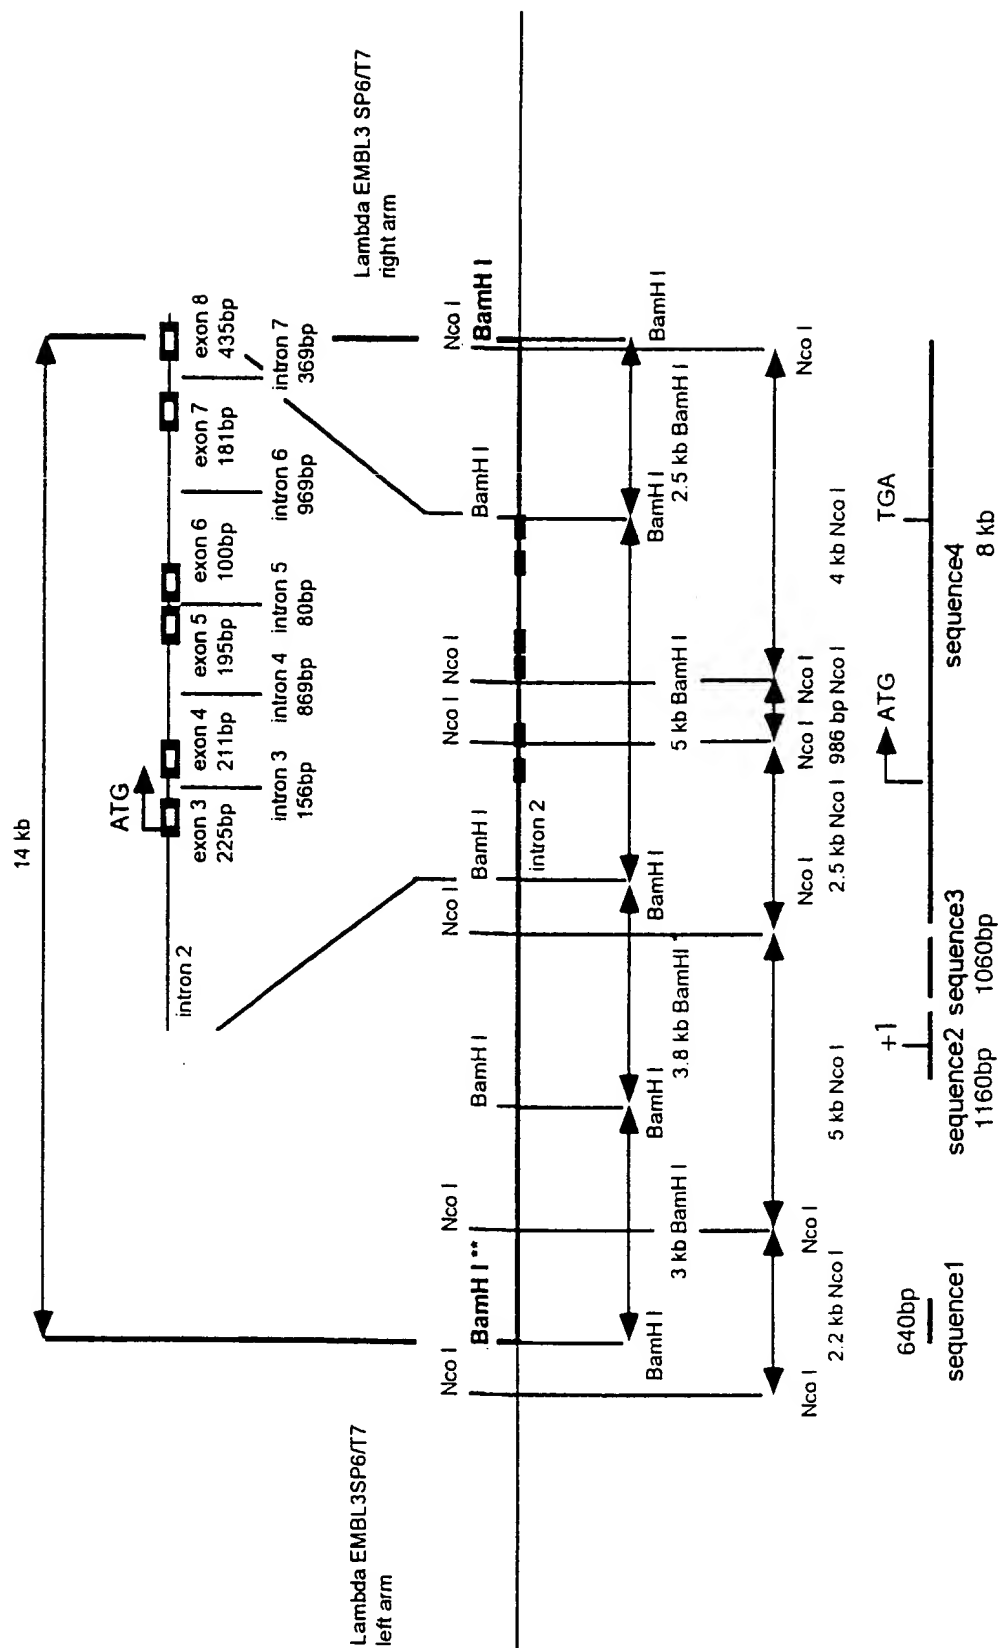 14 kb
ATG
intron 2
exon 3
225bp
exon 4
211bp
exon 5
195bp
exon 6
100bp
exon 7
181bp
exon 8
435bp
intron 3
156bp
intron 4
869bp
intron 5
80bp
intron 6
969bp
intron 7
369bp
Lambda EMBL3SP6/T7
left arm
Lambda EMBL3 SP6/T7
right arm
Nco I
BamH I **
Nco I
BamH I
Nco I
BamH I
Nco I
Nco I
BamH I
Nco I
BamH I
intron 2
BamH I
3 kb BamH I
BamH I
3.8 kb BamHI
BamH I
5 kb BamH I
BamH I
2.5 kb BamH I
BamH I
Nco I
2.2 kb Nco I
Nco I
5 kb Nco I
Nco I
2.5 kb Nco I
Nco I
986 bp Nco I
Nco I
4 kb Nco I
Nco I
640bp
sequence1
+1
sequence2
1160bp
sequence3
1060bp
ATG
TGA
sequence4
8 kb